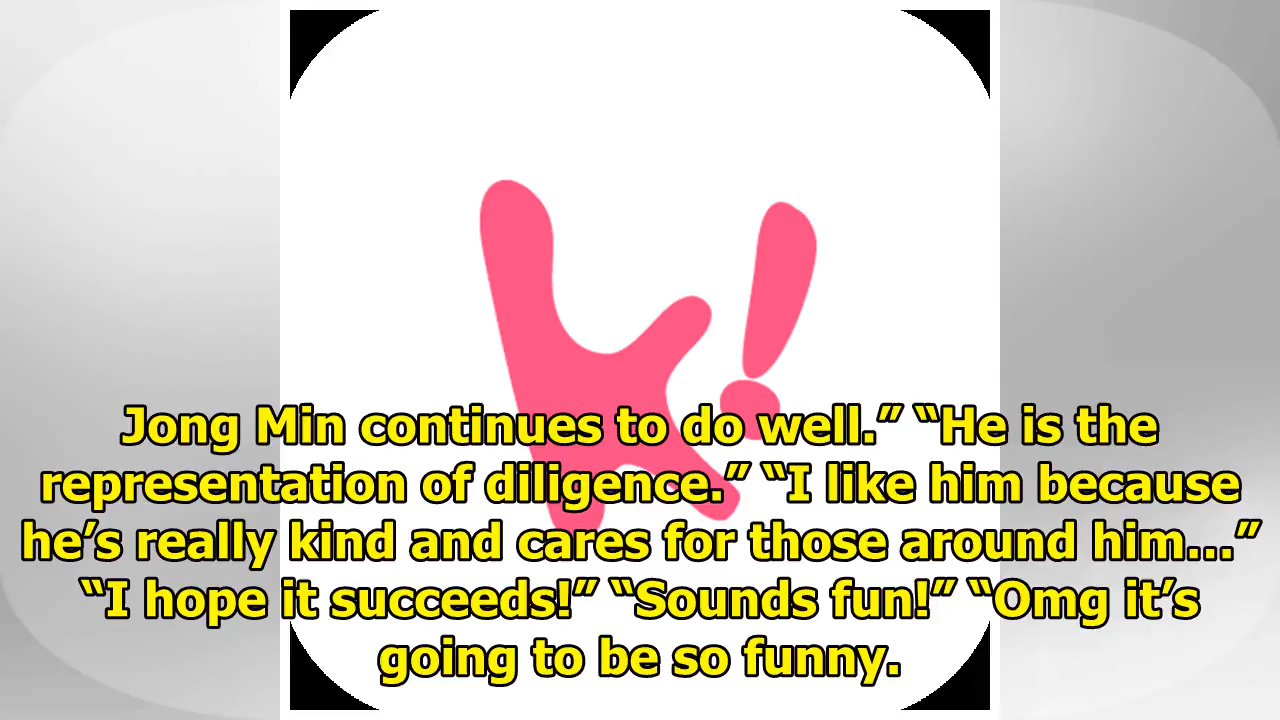 k!
Jong Min continues to do well.” “He is the
representation of diligence.” “I like him because
he’s really kind and cares for those around him...”
“I hope it succeeds!” “Sounds fun!” “Omg it’s
going to be so funny.